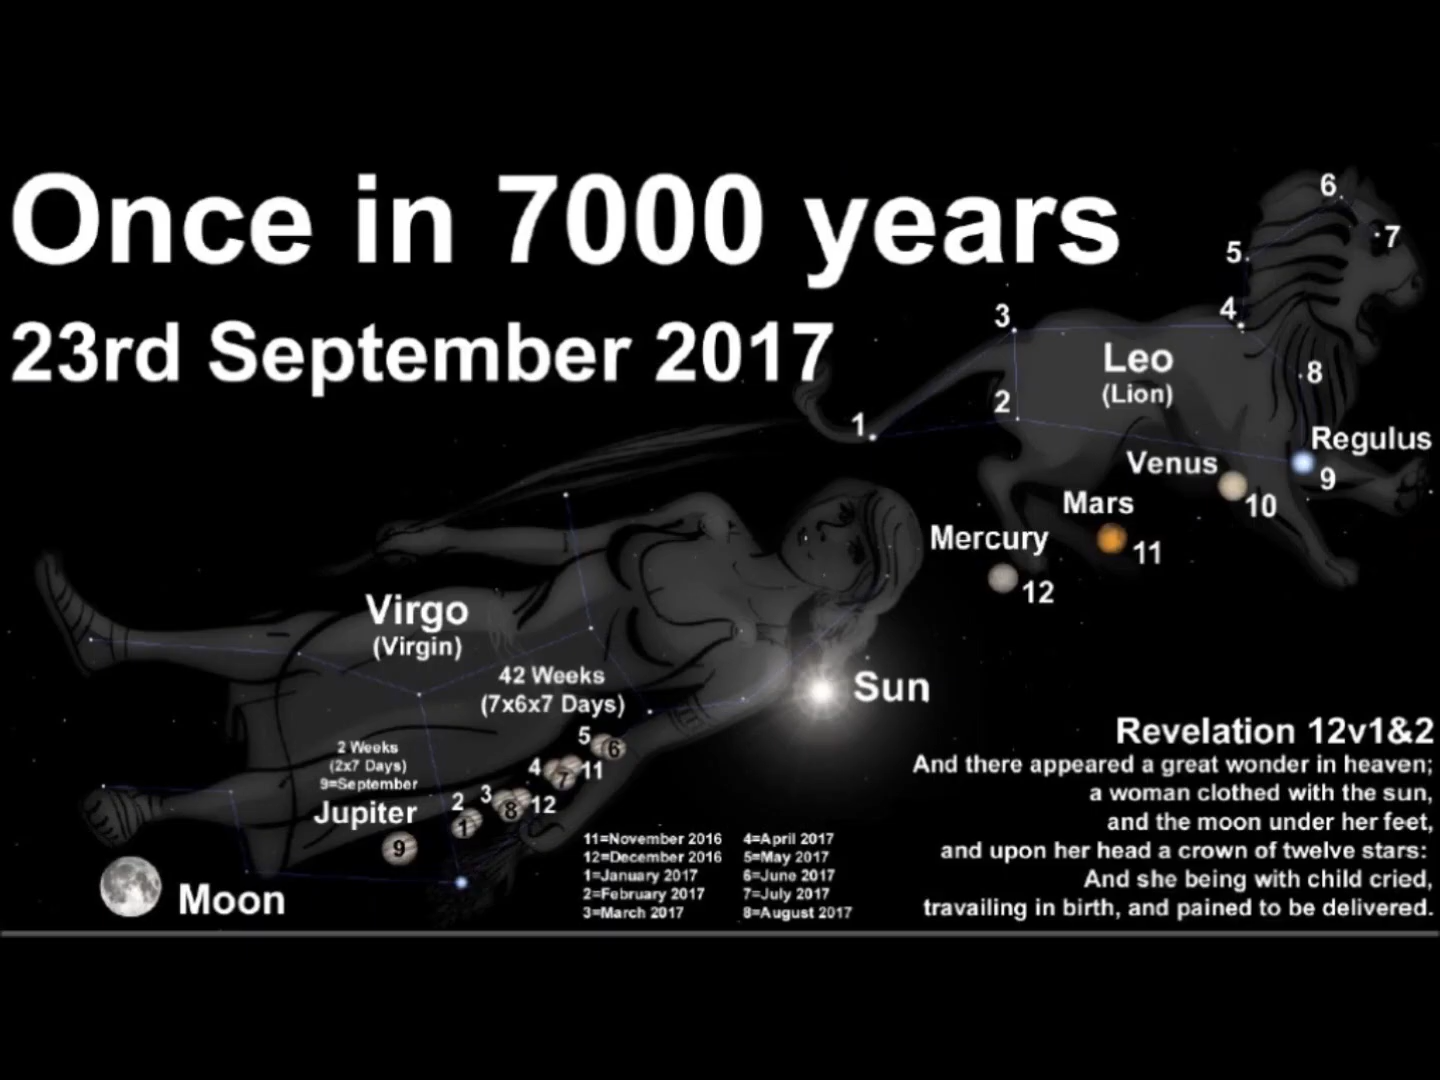 Once in 7000 years
23rd September 2017
6
7
5
4
3
Leo
(Lion)
8
2
1
Regulus
9
Venus
10
Mars
11
Mercury
12
Virgo
(Virgin)
42 Weeks
(7x6x7 Days)
Sun
5
6
4
7
11
2 Weeks
(2x7 Days)
9=September
Jupiter
9
2
1
3
8
12
Moon
11=November 2016
12=December 2016
1=January 2017
2=February 2017
3=March 2017
4=April 2017
5=May 2017
6=June 2017
7=July 2017
8=August 2017
Revelation 12v1&2
And there appeared a great wonder in heaven;
a woman clothed with the sun,
and the moon under her feet,
and upon her head a crown of twelve stars:
And she being with child cried,
travailing in birth, and pained to be delivered.